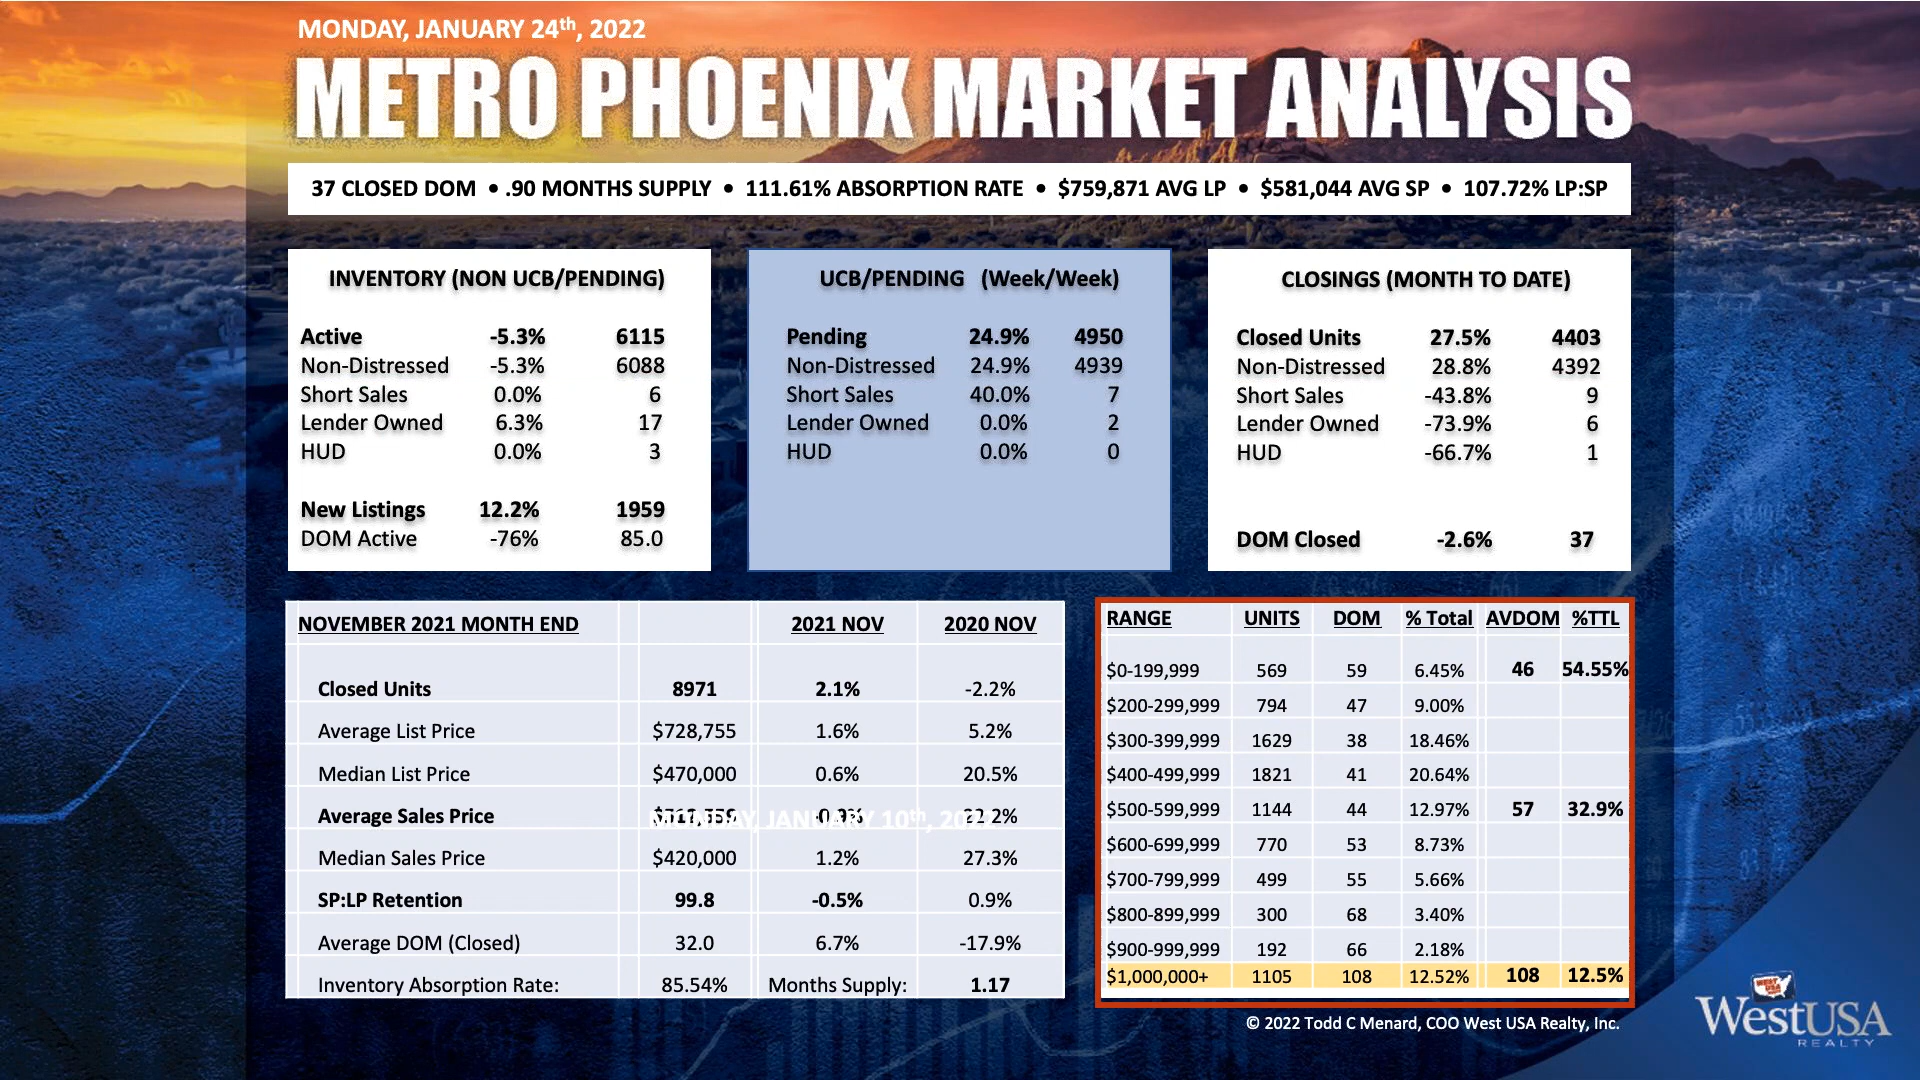 MONDAY, JANUARY 24th, 2022
METRO PHOENIX MARKET ANALYSIS
37 CLOSED DOM • .90 MONTHS SUPPLY • 111.61% ABSORPTION RATE • $759,871 AVG LP • $581,044 AVG SP • 107.72% LP:SP
INVENTORY (NON UCB/PENDING)
Active -5.3% 6115
Non-Distressed -5.3% 6088
Short Sales 0.0% 6
Lender Owned 6.3% 17
HUD 0.0% 3
New Listings 12.2% 1959
DOM Active -76% 85.0
UCB/PENDING (Week/Week)
Pending 24.9% 4950
Non-Distressed 24.9% 4939
Short Sales 40.0% 7
Lender Owned 0.0% 2
HUD 0.0% 0
CLOSINGS (MONTH TO DATE)
Closed Units 27.5% 4403
Non-Distressed 28.8% 4392
Short Sales -43.8% 9
Lender Owned -73.9% 6
HUD -66.7% 1
DOM Closed -2.6% 37
NOVEMBER 2021 MONTH END 2021 NOV 2020 NOV
Closed Units 8971 2.1% -2.2%
Average List Price $728,755 1.6% 5.2%
Median List Price $470,000 0.6% 20.5%
Average Sales Price
MONDAY, JANUARY 10th, 2022
Median Sales Price $420,000 1.2% 27.3%
SP:LP Retention 99.8 -0.5% 0.9%
Average DOM (Closed) 32.0 6.7% -17.9%
Inventory Absorption Rate: 85.54% Months Supply: 1.17
RANGE UNITS DOM % Total AVDOM %TTL
$0-199,999 569 59 6.45% 46 54.55%
$200-299,999 794 47 9.00%
$300-399,999 1629 38 18.46%
$400-499,999 1821 41 20.64%
$500-599,999 1144 44 12.97% 57 32.9%
$600-699,999 770 53 8.73%
$700-799,999 499 55 5.66%
$800-899,999 300 68 3.40%
$900-999,999 192 66 2.18%
$1,000,000+ 1105 108 12.52% 108 12.5%
© 2022 Todd C Menard, COO West USA Realty, Inc.
WEST USA
WestUSA
REALTY